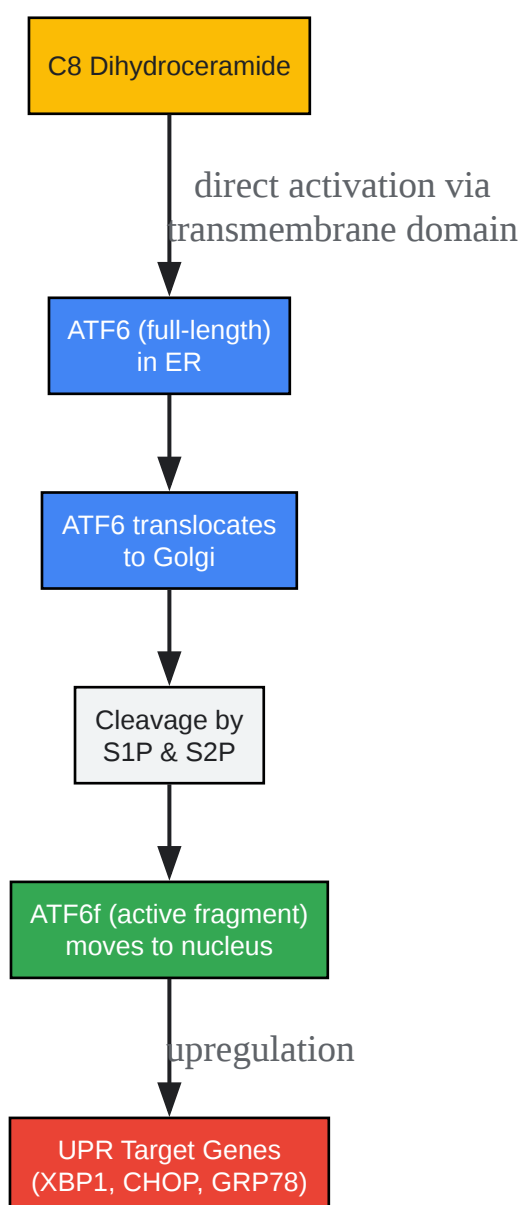 C8 Dihydroceramide
direct activation via
transmembrane domain
ATF6 (full-length)
in ER
ATF6 translocates
to Golgi
Cleavage by
S1P & S2P
ATF6f (active fragment)
moves to nucleus
upregulation
UPR Target Genes
(XBP1, CHOP, GRP78)